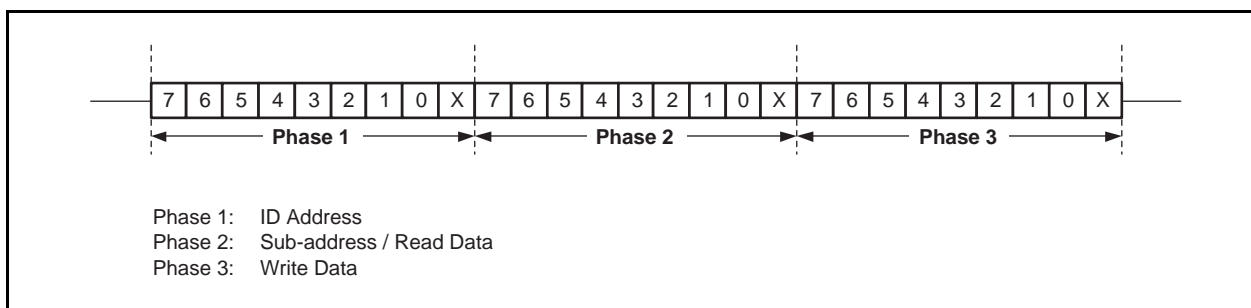 7 6 5 4 3 2 1 0 X 7 6 5 4 3 2 1 0 X 7 6 5 4 3 2 1 0 X
Phase 1 Phase 2 Phase 3
Phase 1: ID Address
Phase 2: Sub-address / Read Data
Phase 3: Write Data